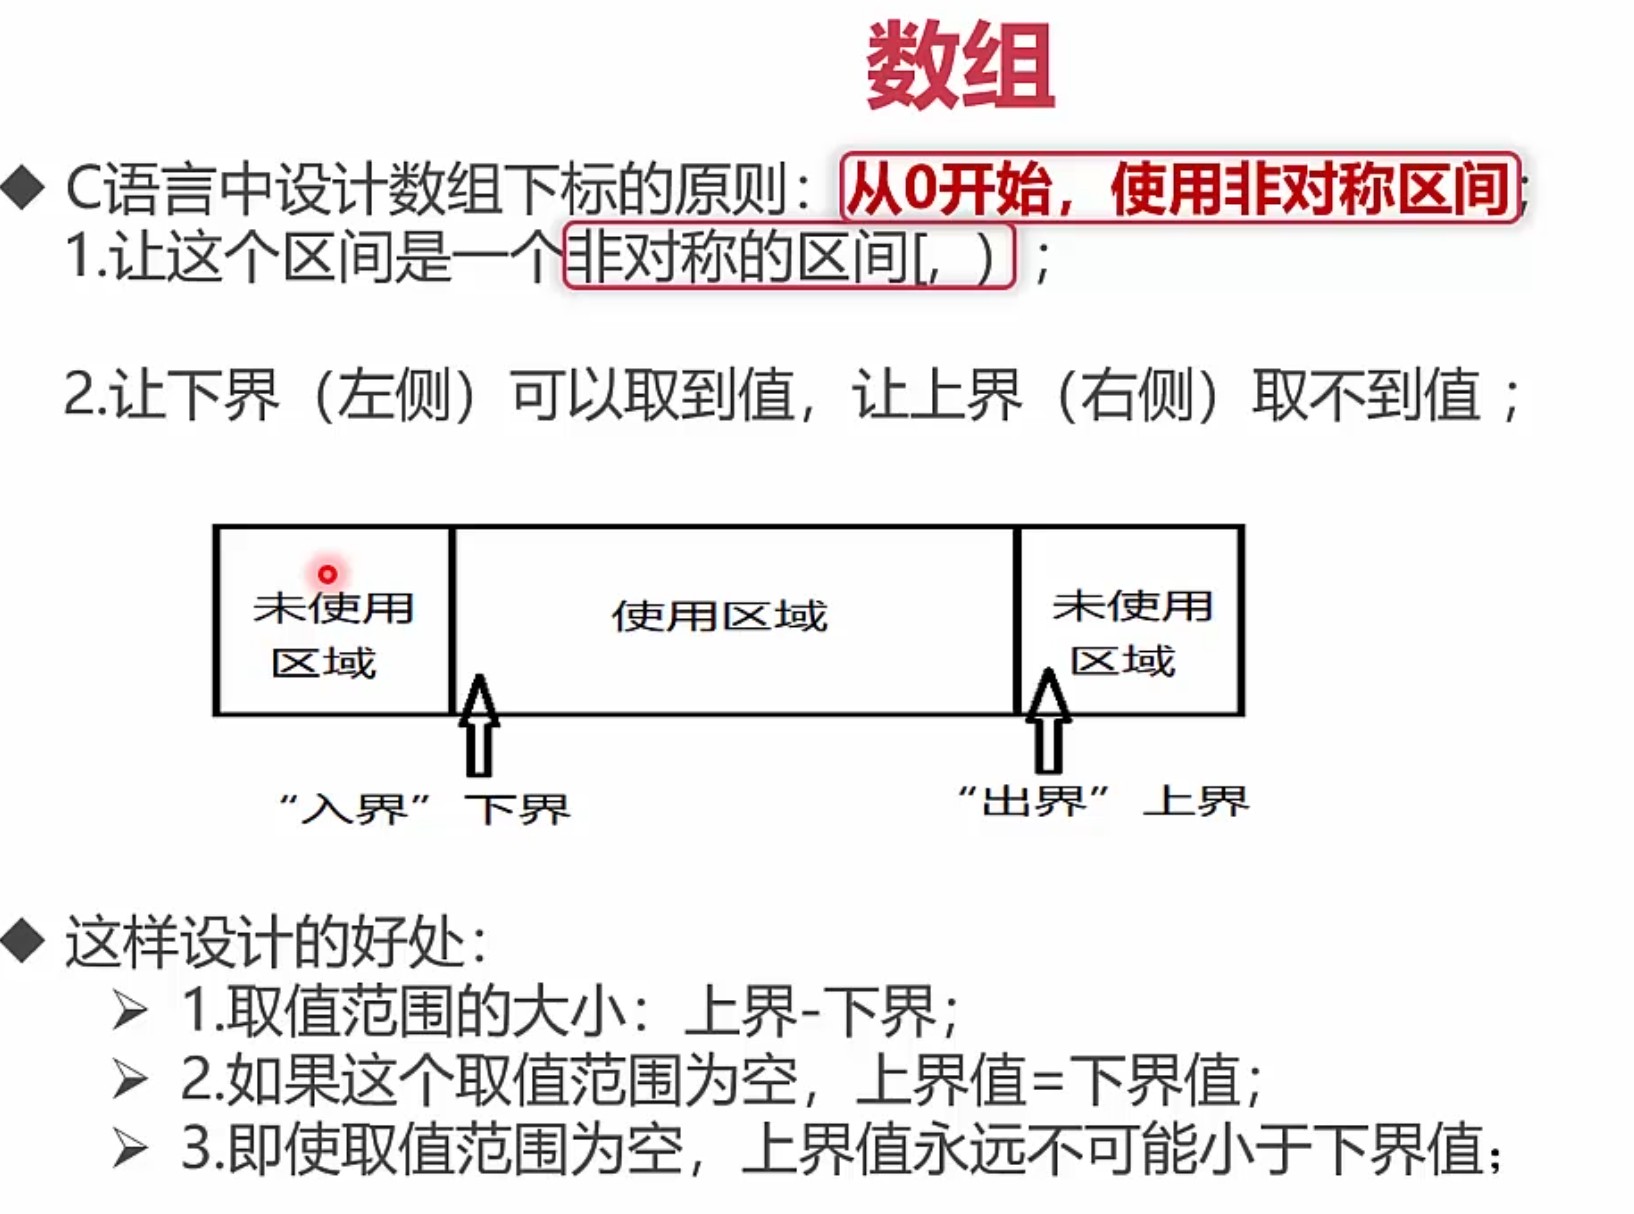 数组
C语言中设计数组下标的原则：从0开始，使用非对称区间；
1.让这个区间是一个非对称的区间[，）；
2.让下界（左侧）可以取到值，让上界（右侧）取不到值；
未使用
区域
使用区域
未使用
区域
“入界” 下界
“出界” 上界
这样设计的好处：
1.取值范围的大小：上界-下界；
2.如果这个取值范围为空，上界值=下界值；
3.即使取值范围为空，上界值永远不可能小于下界值；